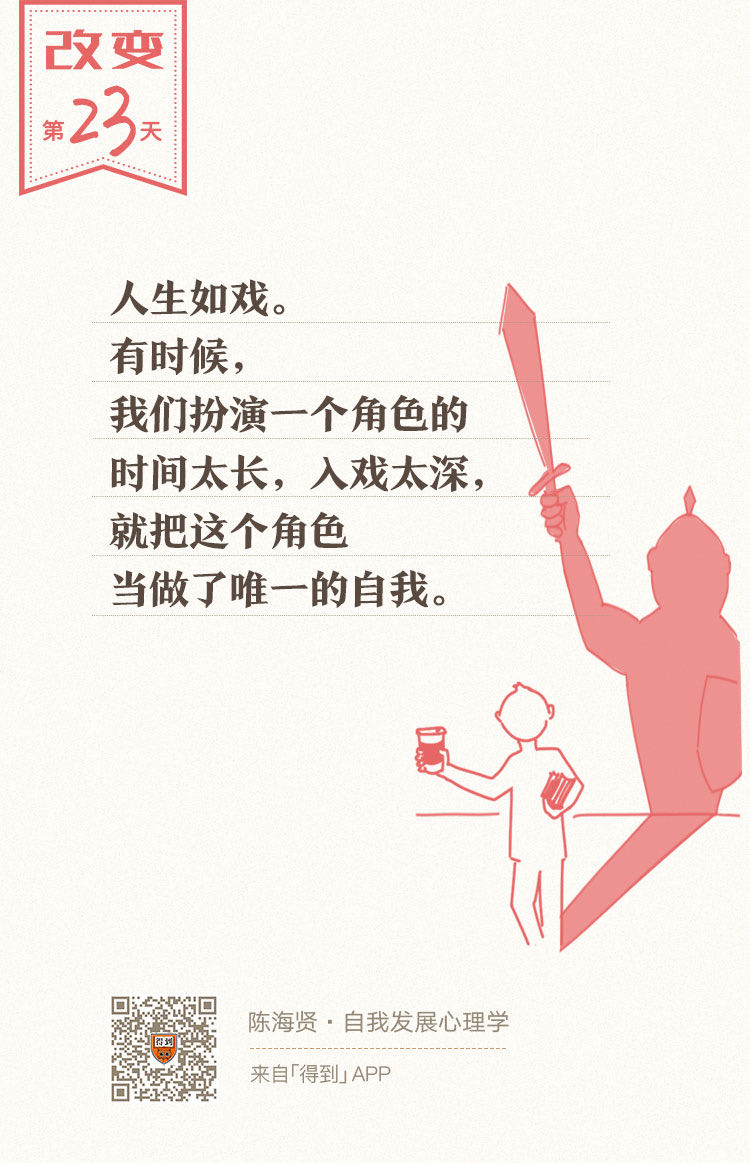 改变
第23天
人生如戏。
有时候，
我们扮演一个角色的
时间太长，入戏太深，
就把这个角色
当做了唯一的自我。
得到
陈海贤·自我发展心理学
来自「得到」APP